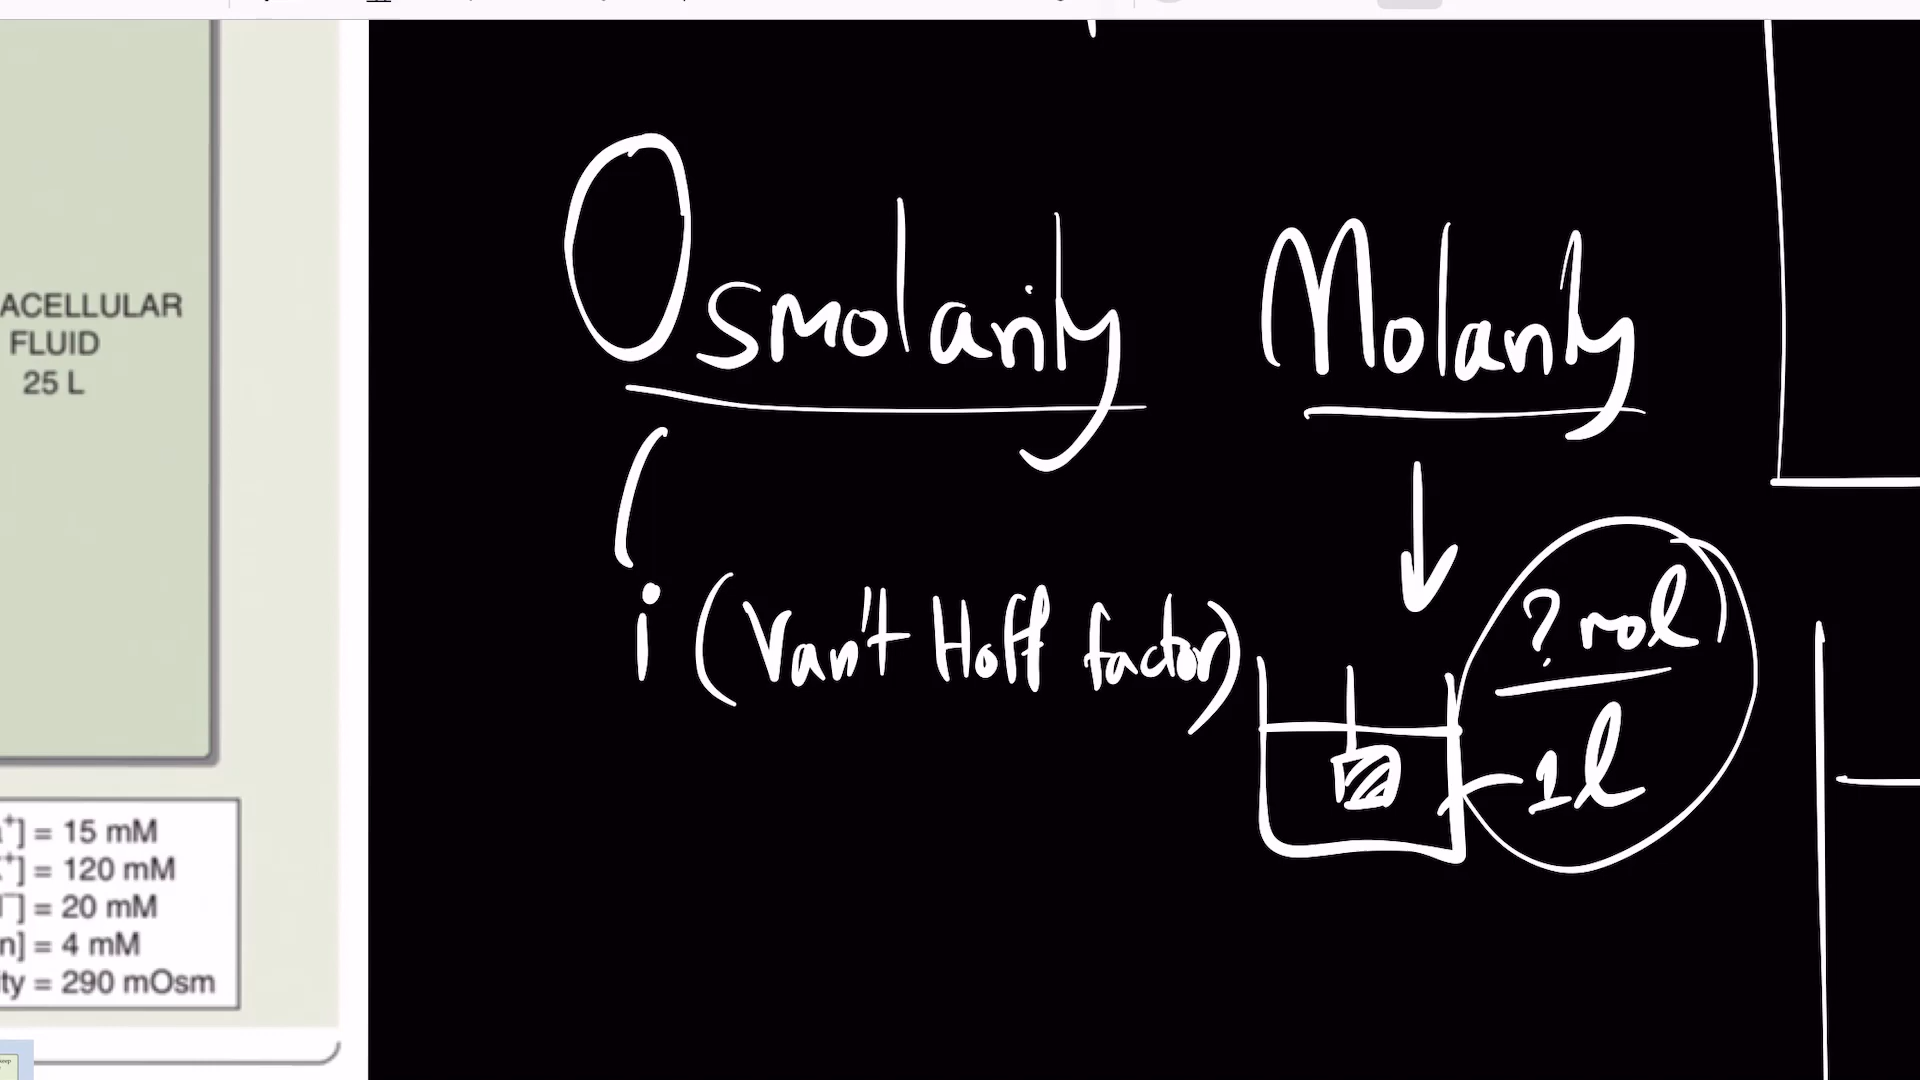 ACELLULAR
FLUID
25 L
⁺] = 15 mM
⁺] = 120 mM
⁻] = 20 mM
n] = 4 mM
ty = 290 mOsm
Osmolarity Molarity
i (Van't Hoff factor)
? mol
1l